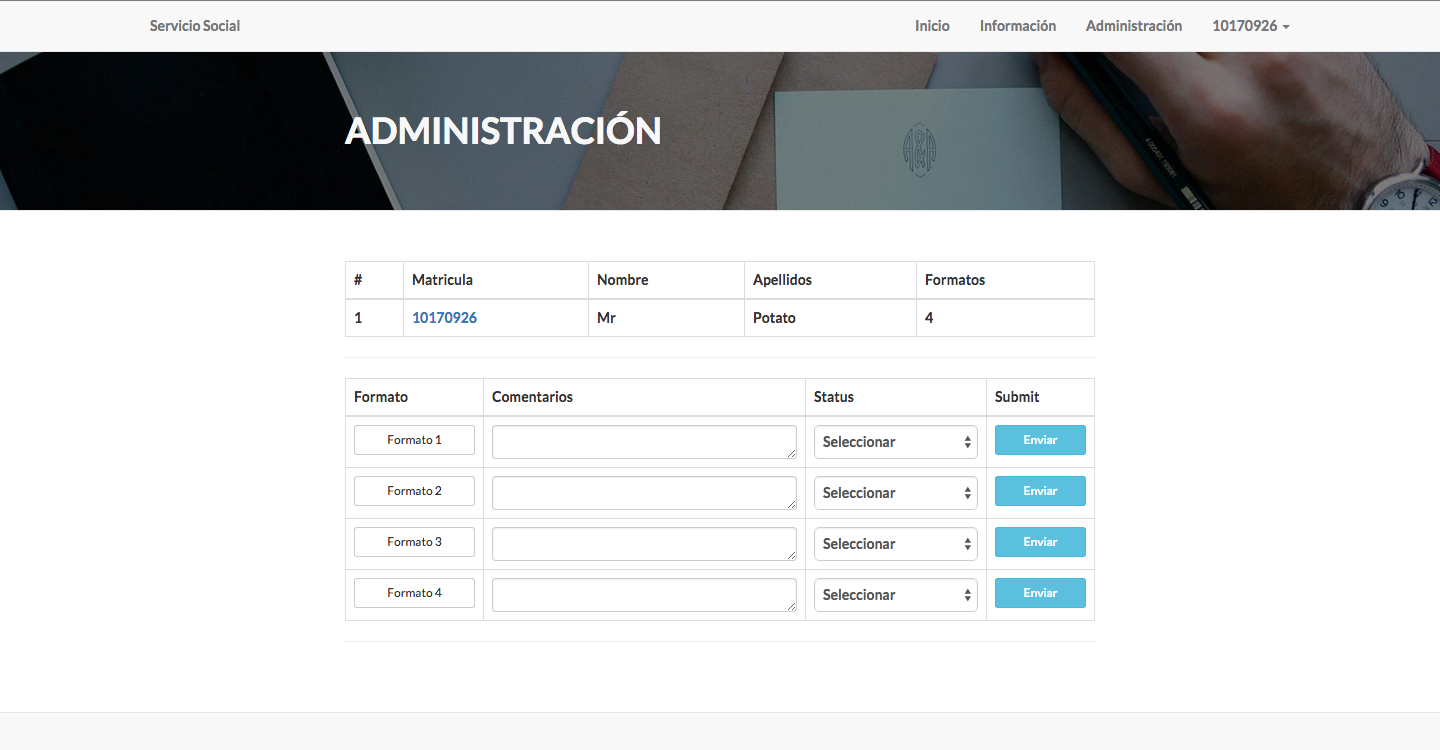 Servicio Social Inicio Información Administración 10170926
ADMINISTRACIÓN
# Matricula Nombre Apellidos Formatos
1 10170926 Mr Potato 4
Formato Comentarios Status Submit
Formato 1 Seleccionar Enviar
Formato 2 Seleccionar Enviar
Formato 3 Seleccionar Enviar
Formato 4 Seleccionar Enviar